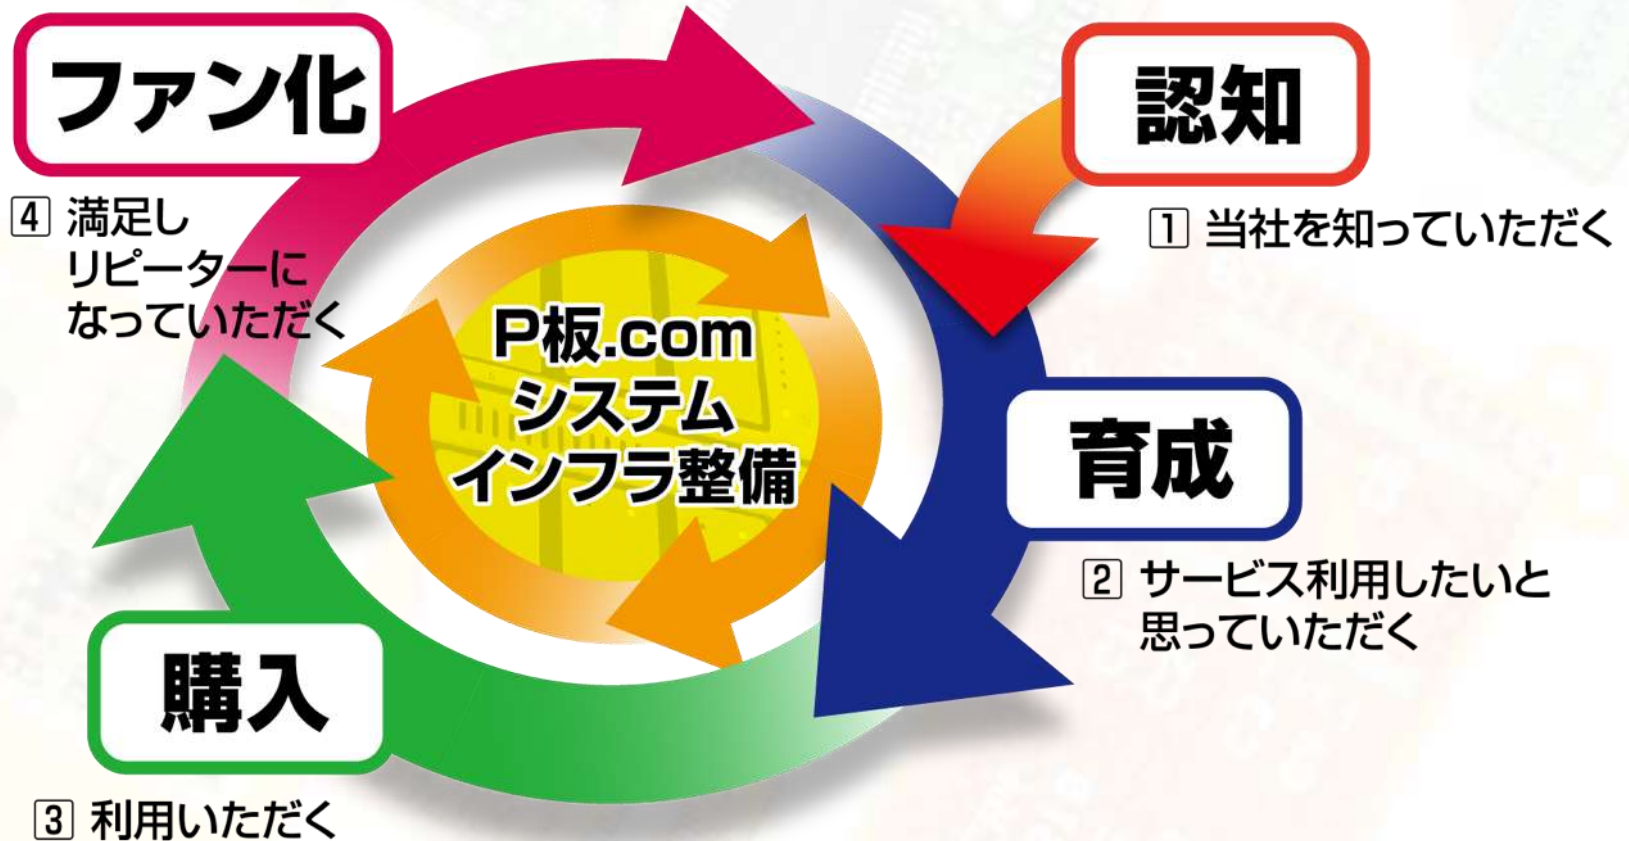 認知
1 当社を知っていただく
育成
2 サービス利用したいと
思っていただく
購入
3 利用いただく
ファン化
4 満足し
リピーターに
なっていただく
P板.com
システム
インフラ整備